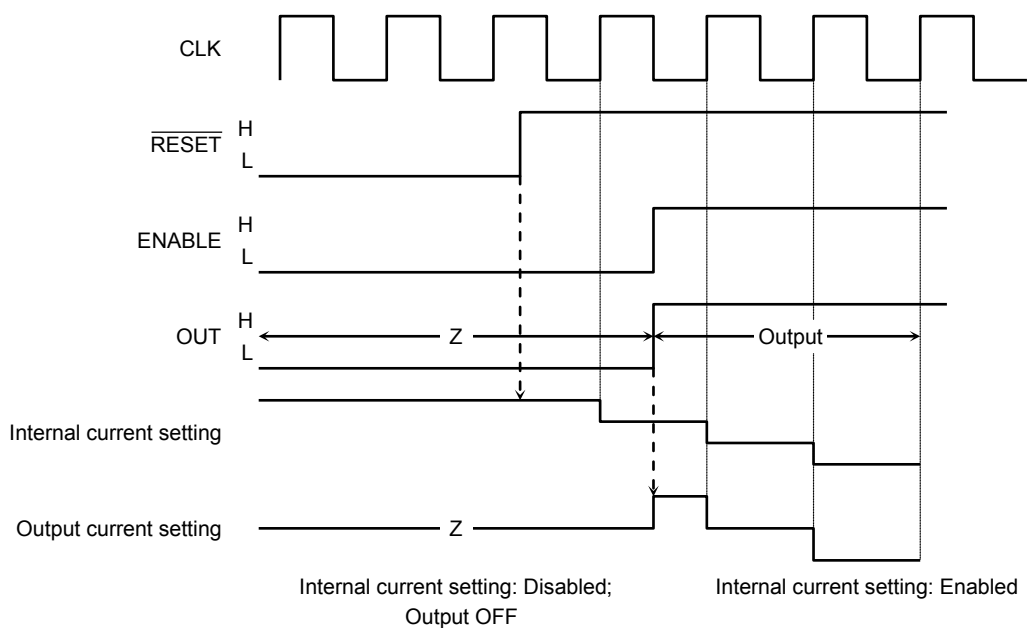 CLK
RESET
H
L
ENABLE
H
L
OUT
H
L
Z
Output
Internal current setting
Output current setting
Z
Internal current setting: Disabled;
Output OFF
Internal current setting: Enabled